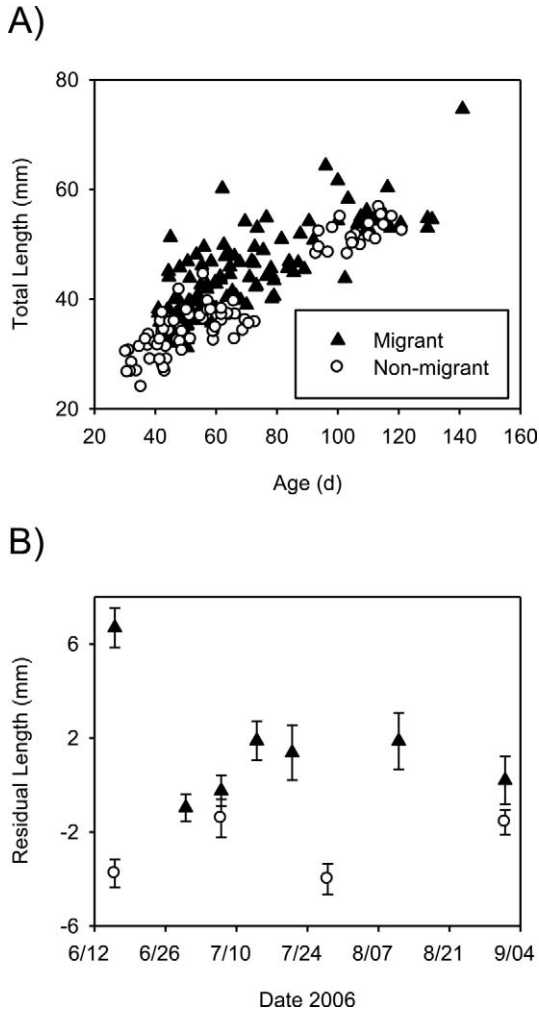 A)
80
60
40
20
Total Length (mm)
Migrant
Non-migrant
20 40 60 80 100 120 140 160
Age (d)
B)
6
2
-2
-6
Residual Length (mm)
6/12 6/26 7/10 7/24 8/07 8/21 9/04
Date 2006